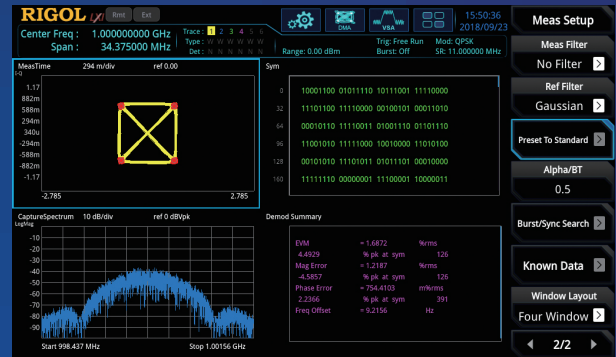 RIGOL LXI Rmt Ext
DMA VSA
15:50:36
2018/09/23
Center Freq : 1.000000000 GHz
Span : 34.375000 MHz
Trace : 1 2 3 4 5 6
Type : W W W W W W
Det : N N N N N N
Range: 0.00 dBm
Trig: Free Run Mod: QPSK
Burst: Off SR: 11.000000 MHz
MeasTime 294 m/div ref 0.00
I-Q
1.17
882m
588m
294m
340u
-294m
-588m
-882m
-1.17
-2.785 2.785
Sym
0 10001100 01011110 10111001 11110000
32 11101100 11110000 00100101 00011010
64 00010110 11110011 01001110 01101110
96 11001010 11111000 10010000 11010100
128 00101010 11101011 01011101 00010000
160 11111110 00000001 11100001 10000011
CaptureSpectrum 10 dB/div ref 0 dBVpk
LogMag
-10
-20
-30
-40
-50
-60
-70
-80
-90
Start 998.437 MHz Stop 1.00156 GHz
Demod Summary
EVM = 1.6872 %rms
4.4929 % pk at sym 126
Mag Error = 1.2187 %rms
-4.5857 % pk at sym 126
Phase Error = 754.4103 m%rms
2.2366 % pk at sym 391
Freq Offset = 9.2156 Hz
Meas Setup
Meas Filter
No Filter
Ref Filter
Gaussian
Preset To Standard
Alpha/BT
0.5
Burst/Sync Search
Known Data
Window Layout
Four Window
2/2